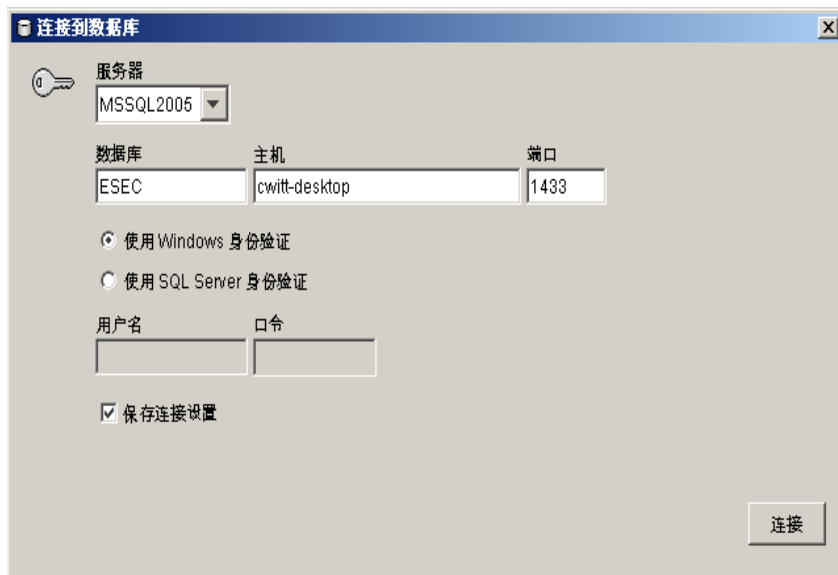 连接到数据库
服务器
MSSQL2005
数据库 主机 端口
ESEC cwitt-desktop 1433
使用 Windows 身份验证
使用 SQL Server 身份验证
用户名 口令
保存连接设置
连接